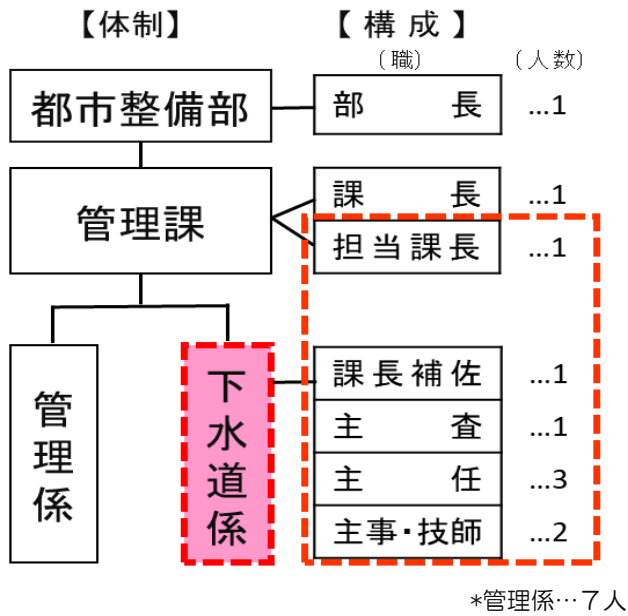 【体制】 【構成】
(職) (人数)
都市整備部 部長 …1
管理課
課長 …1
担当課長 …1
管理係
下水道係
課長補佐 …1
主査 …1
主任 …3
主事・技師 …2
*管理係…了人